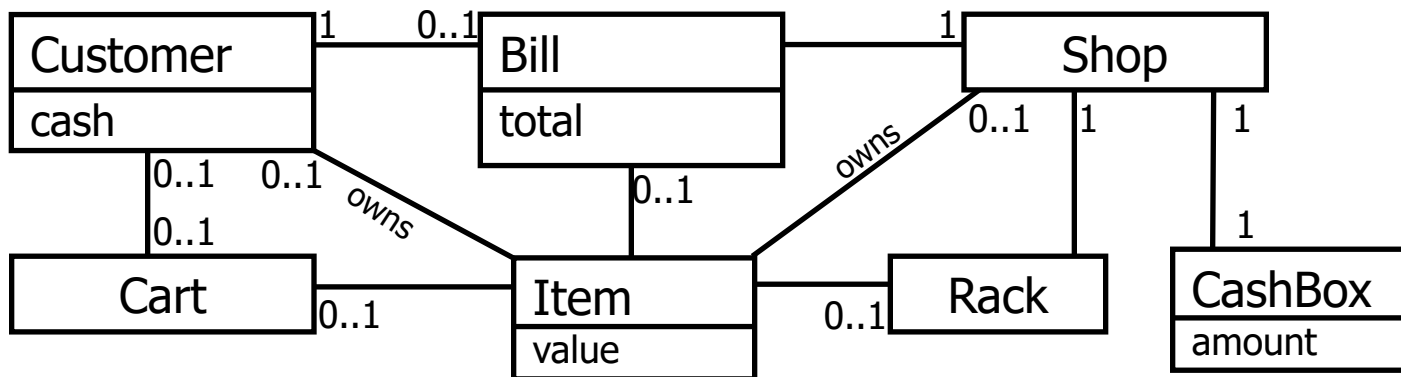 Customer
cash
1
0..1
Bill
total
1
Shop
0..1
0..1
owns
0..1
owns
0..1
1
1
0..1
1
Cart
0..1
Item
value
0..1
Rack
CashBox
amount